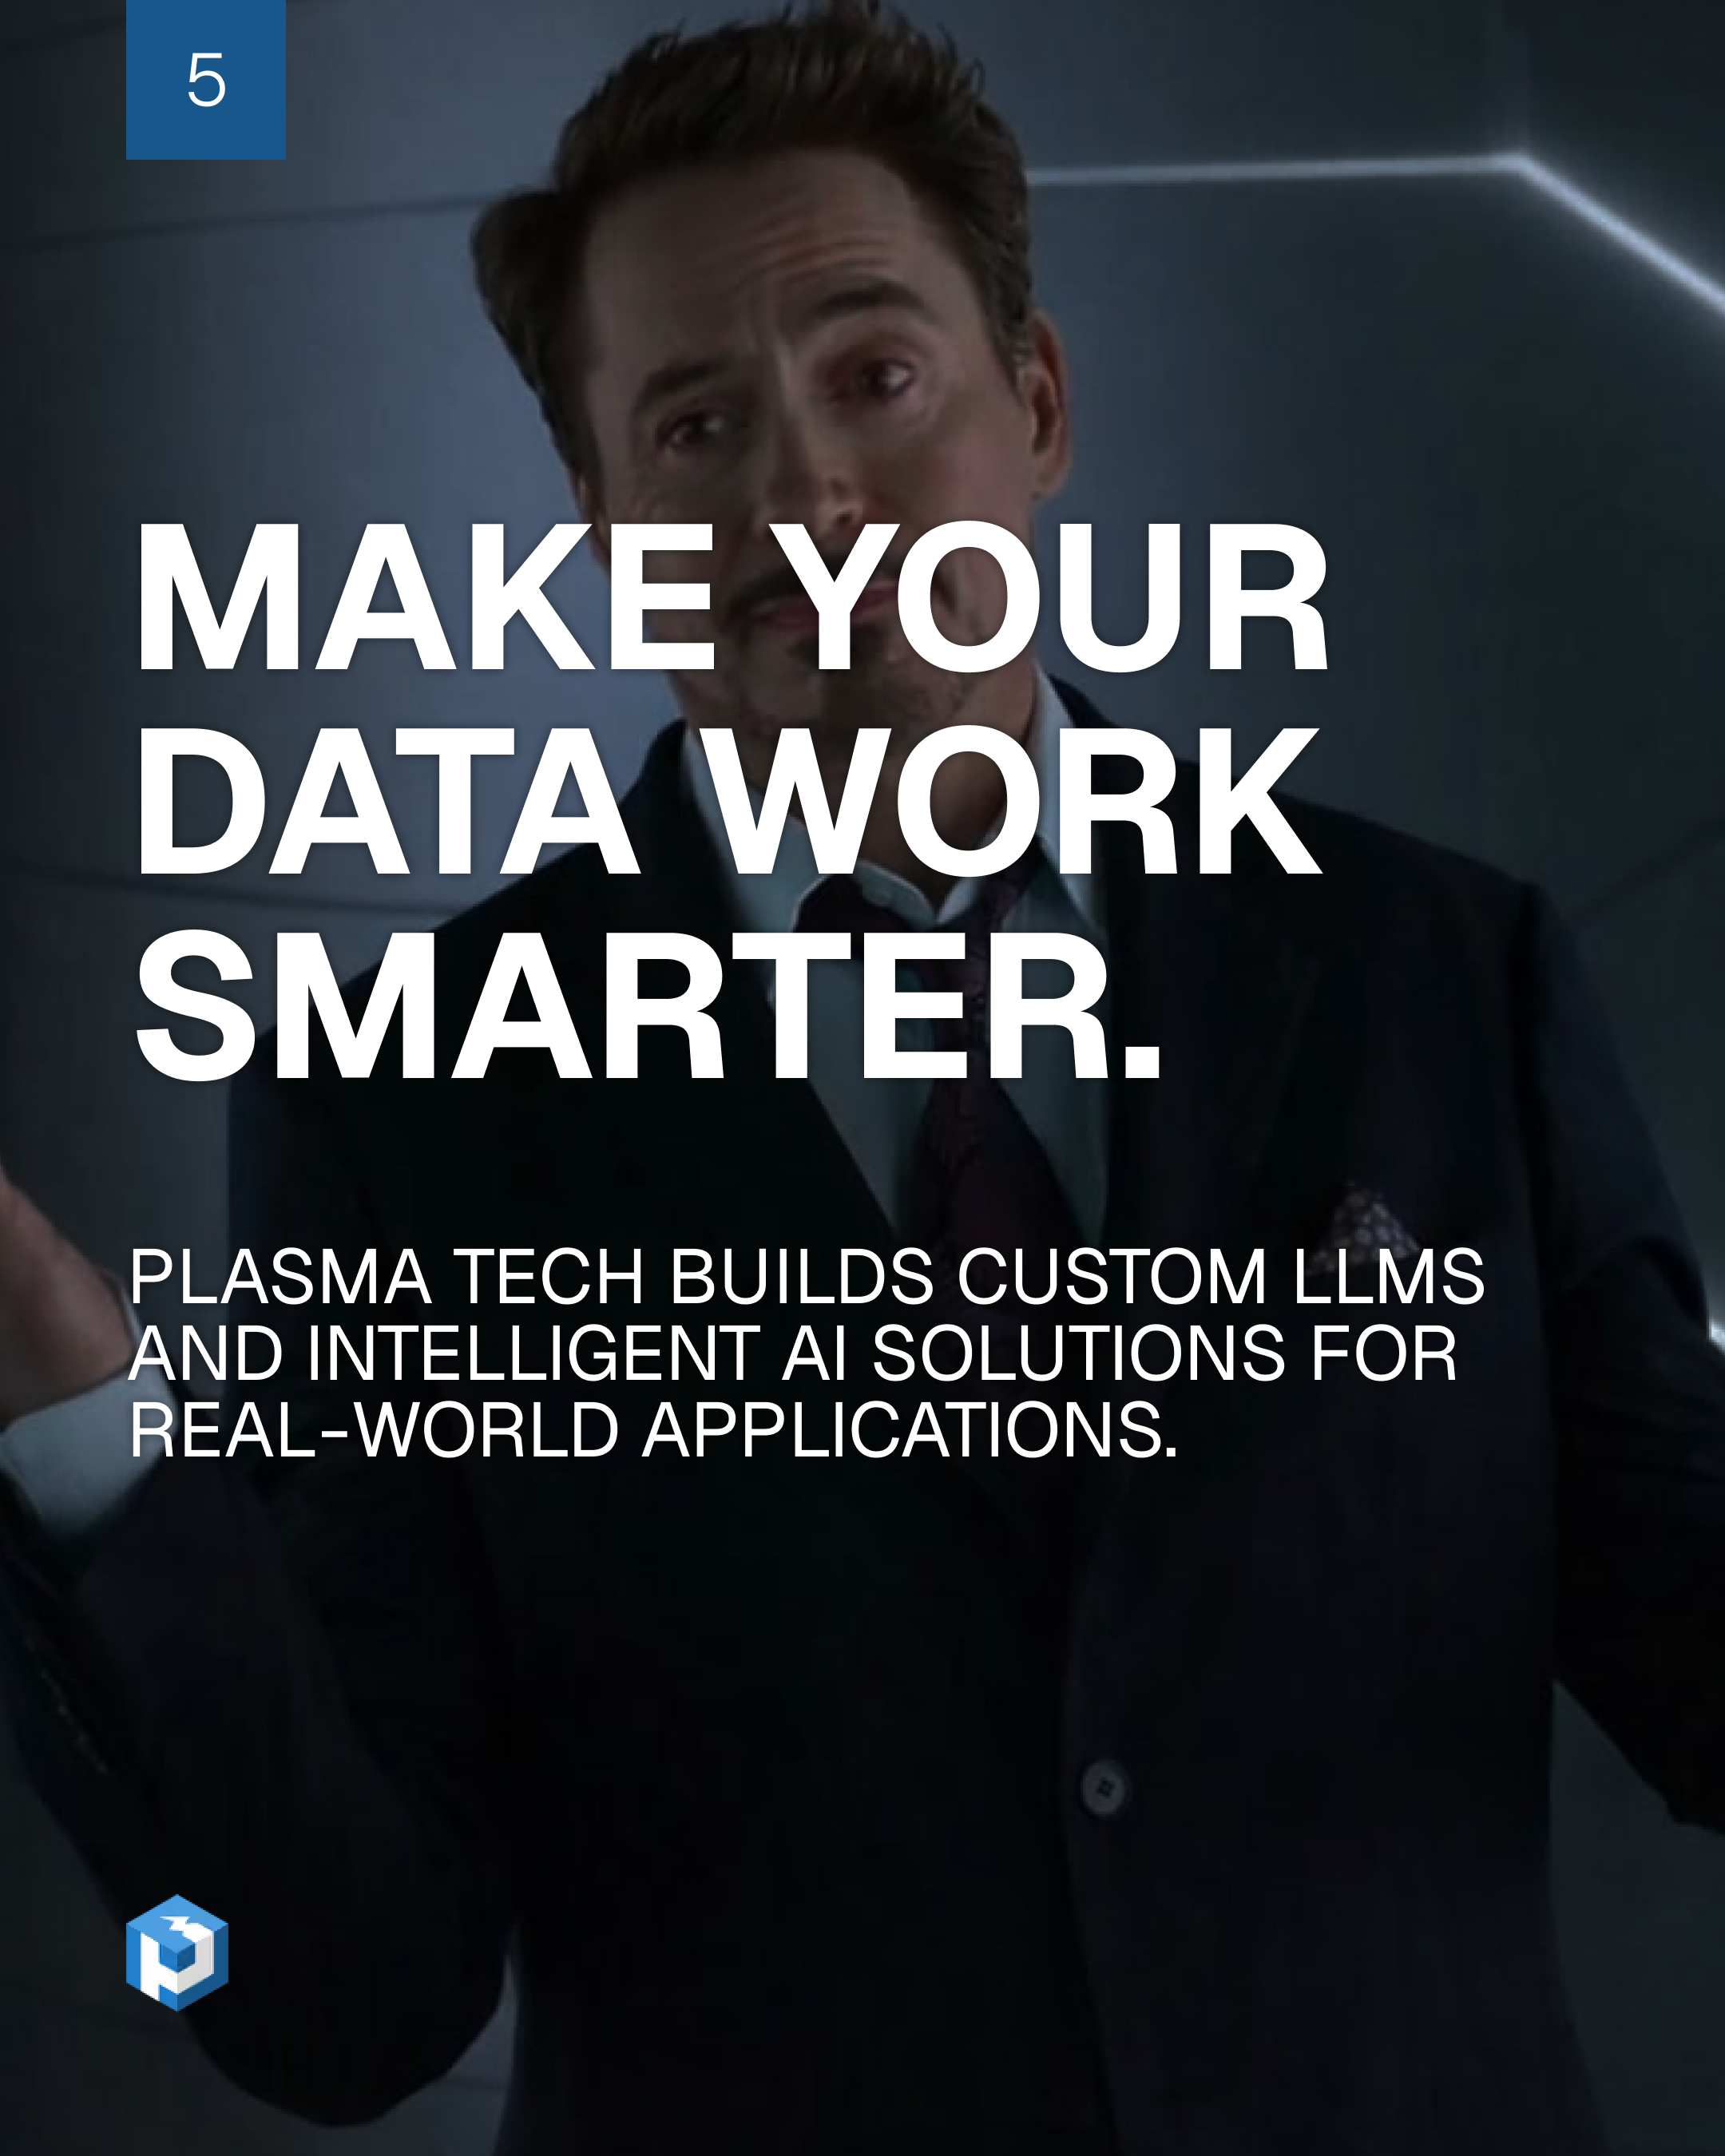 5
MAKE YOUR
DATA WORK
SMARTER.
PLASMA TECH BUILDS CUSTOM LLMS
AND INTELLIGENT AI SOLUTIONS FOR
REAL-WORLD APPLICATIONS.